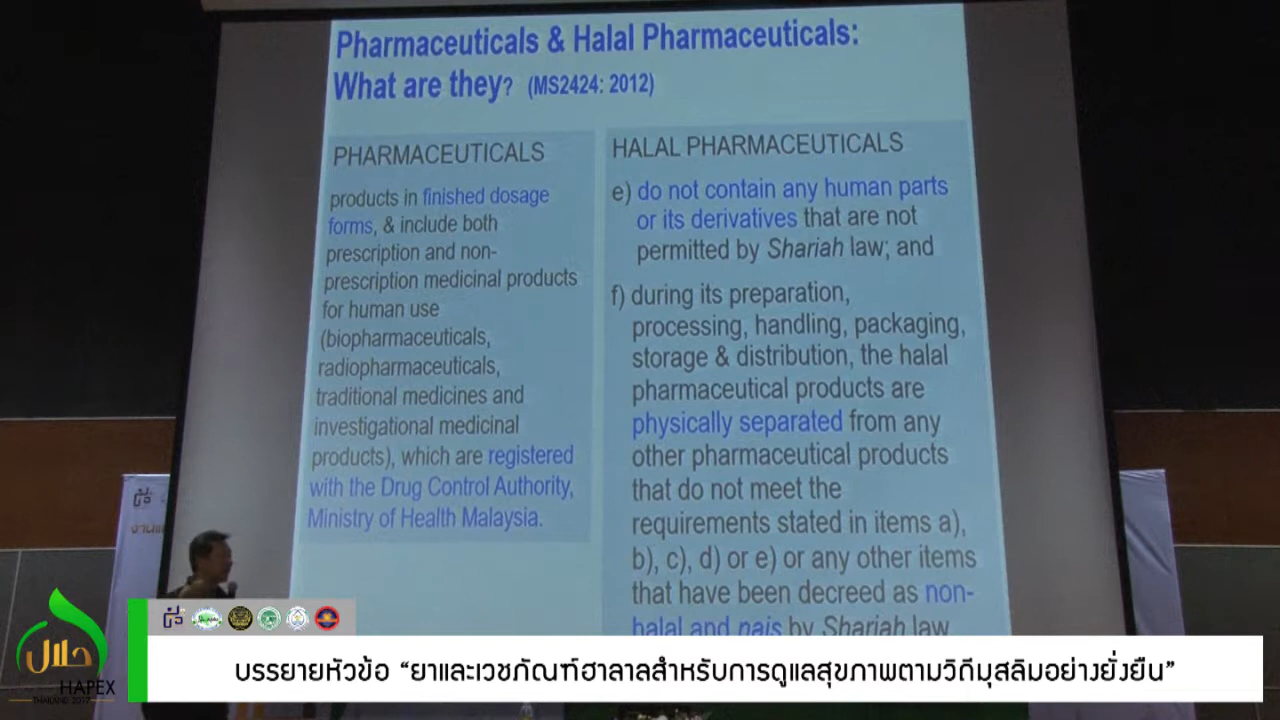 Pharmaceuticals & Halal Pharmaceuticals:
What are they? (MS2424: 2012)
PHARMACEUTICALS
products in finished dosage
forms, & include both
prescription and non-
prescription medicinal products
for human use
(biopharmaceuticals,
radiopharmaceuticals,
traditional medicines and
investigational medicinal
products), which are registered
with the Drug Control Authority,
Ministry of Health Malaysia.
HALAL PHARMACEUTICALS
e) do not contain any human parts
or its derivatives that are not
permitted by Shariah law; and
f) during its preparation,
processing, handling, packaging,
storage & distribution, the halal
pharmaceutical products are
physically separated from any
other pharmaceutical products
that do not meet the
requirements stated in items a),
b), c), d) or e) or any other items
that have been decreed as non-
halal and najs by Shariah law
حلال
HAPEX
THAILAND 2017
บรรยายหัวข้อ “ยาและเวชภัณฑ์ฮาลาลสำหรับการดูแลสุขภาพตามวิถีมุสลิมอย่างยั่งยืน”